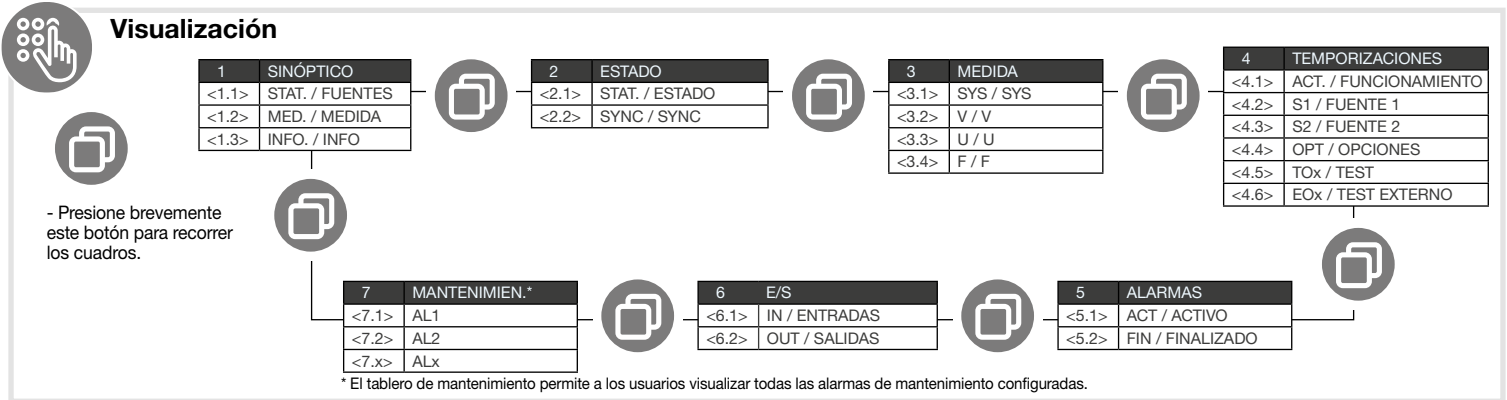 Visualización
1 SINÓPTICO
<1.1> STAT. / FUENTES
<1.2> MED. / MEDIDA
<1.3> INFO. / INFO
2 ESTADO
<2.1> STAT. / ESTADO
<2.2> SYNC / SYNC
3 MEDIDA
<3.1> SYS / SYS
<3.2> V / V
<3.3> U / U
<3.4> F / F
4 TEMPORIZACIONES
<4.1> ACT. / FUNCIONAMIENTO
<4.2> S1 / FUENTE 1
<4.3> S2 / FUENTE 2
<4.4> OPT / OPCIONES
<4.5> TOx / TEST
<4.6> EOx / TEST EXTERNO
- Presione brevemente
este botón para recorrer
los cuadros.
7 MANTENIMIEN.*
<7.1> AL1
<7.2> AL2
<7.x> ALx
6 E/S
<6.1> IN / ENTRADAS
<6.2> OUT / SALIDAS
5 ALARMAS
<5.1> ACT / ACTIVO
<5.2> FIN / FINALIZADO
* El tablero de mantenimiento permite a los usuarios visualizar todas las alarmas de mantenimiento configuradas.